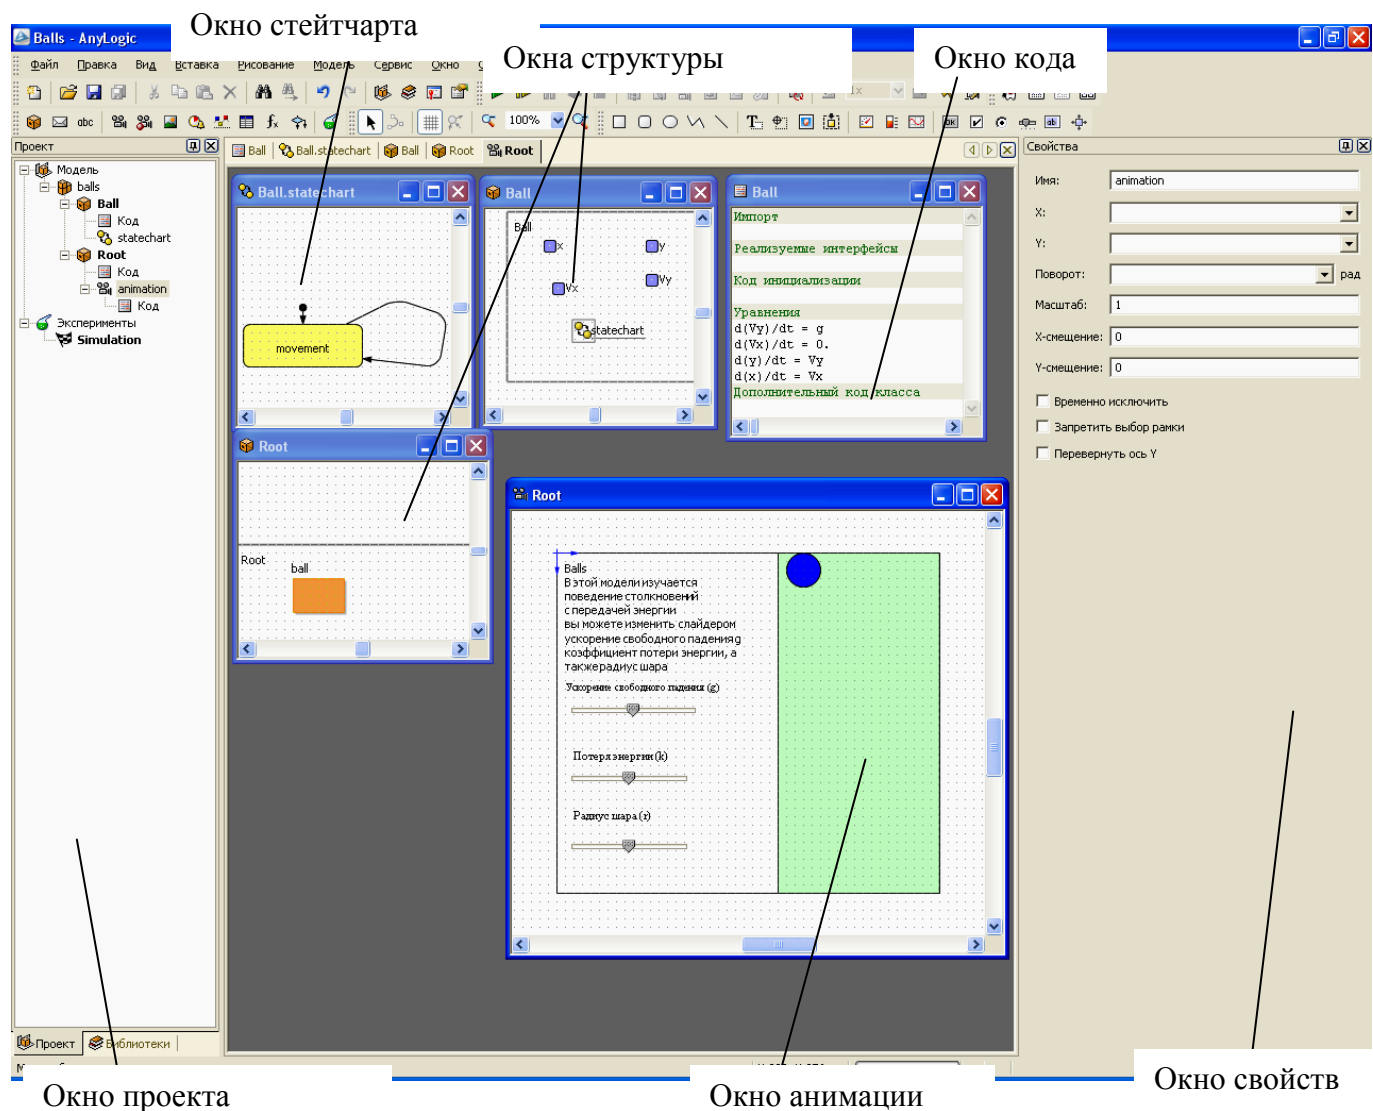 Окно стейтчарта
Окна структуры
Окно кода
Balls - AnyLogic
Файл Правка Вид Вставка Рисование Модель Сервис Окно
abc
100%
Проект
Ball Ball.statechart Ball Root Root
Свойства
Модель
balls
Ball
Код
statechart
Root
Код
animation
Код
Эксперименты
Simulation
Ball.statechart
movement
Ball
Ball
x
y
Vx
Vy
statechart
Ball
Импорт
Реализуемые интерфейсы
Код инициализации
Уравнения
d(Vy)/dt = g
d(Vx)/dt = 0.
d(y)/dt = Vy
d(x)/dt = Vx
Дополнительный код класса
Root
Root
ball
Root
Balls
В этой модели изучается
поведение столкновений
с передачей энергии
вы можете изменить слайдером
ускорение свободного падения g
коэффициент потери энергии, а
также радиус шара
Ускорение свободного падения (g)
Потеря энергии (k)
Радиус шара (r)
Имя: animation
X:
Y:
Поворот: рад
Масштаб: 1
X-смещение: 0
Y-смещение: 0
Временно исключить
Запретить выбор рамки
Перевернуть ось Y
Проект Библиотеки
Окно проекта
Окно анимации
Окно свойств